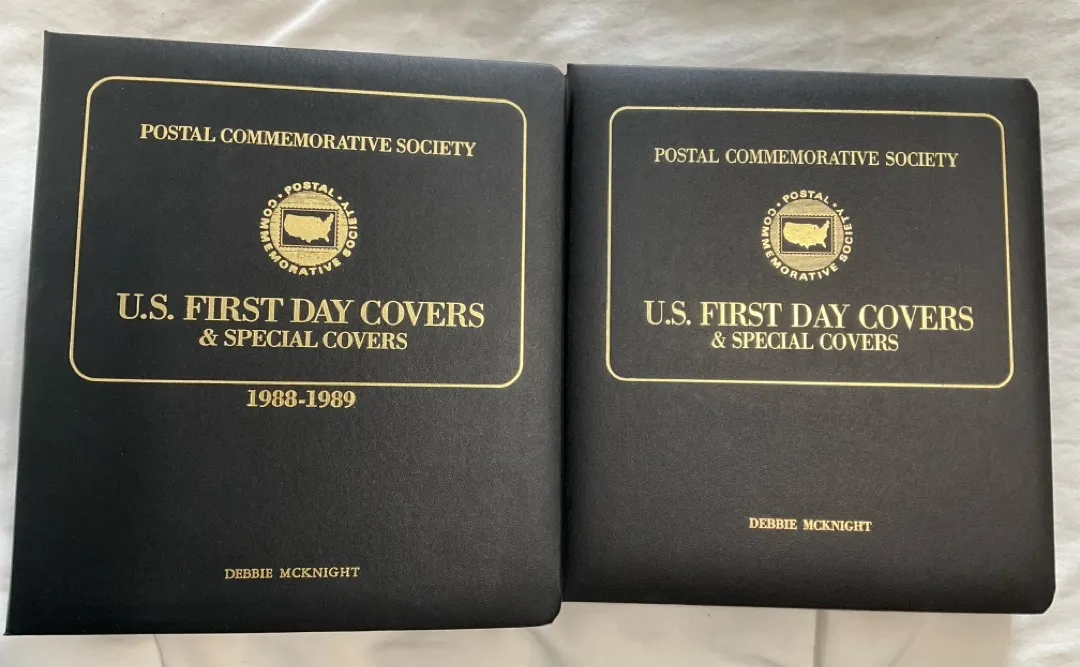 POSTAL COMMEMORATIVE SOCIETY
• POSTAL •
COMMEMORATIVE SOCIETY
U.S. FIRST DAY COVERS
& SPECIAL COVERS
1988-1989
DEBBIE MCKNIGHT
POSTAL COMMEMORATIVE SOCIETY
• POSTAL •
COMMEMORATIVE SOCIETY
U.S. FIRST DAY COVERS
& SPECIAL COVERS
DEBBIE MCKNIGHT